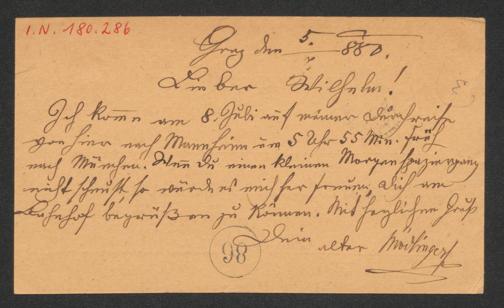 I.N. 180.286
Graz den 5./7 880.
Lieber Wilhelm!
Ich komme am 8. Juli auf meiner Durchreise
von hier nach Mannheim um 5 Uhr 55 Min. früh
nach München. Wenn Du einen kleinen Morgenspaziergang
nicht scheust, so würde es mich sehr freuen, Dich am
Bahnhof begrüßen zu können. Mit herzlichem Gruß
Dein alter
98